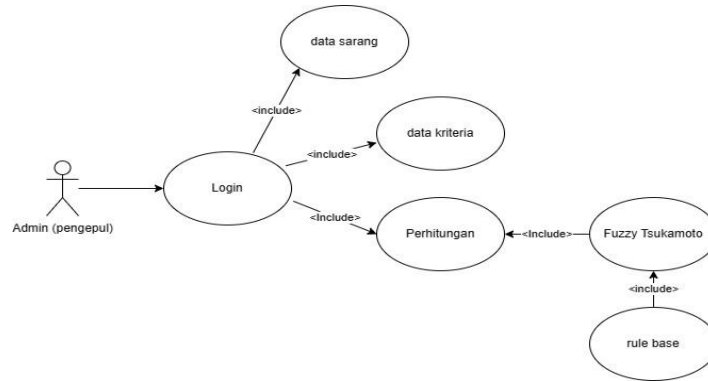 data sarang
<include>
data kriteria
<include>
Login
Admin (pengepul)
<Include>
Perhitungan
<Include>
Fuzzy Tsukamoto
<include>
rule base